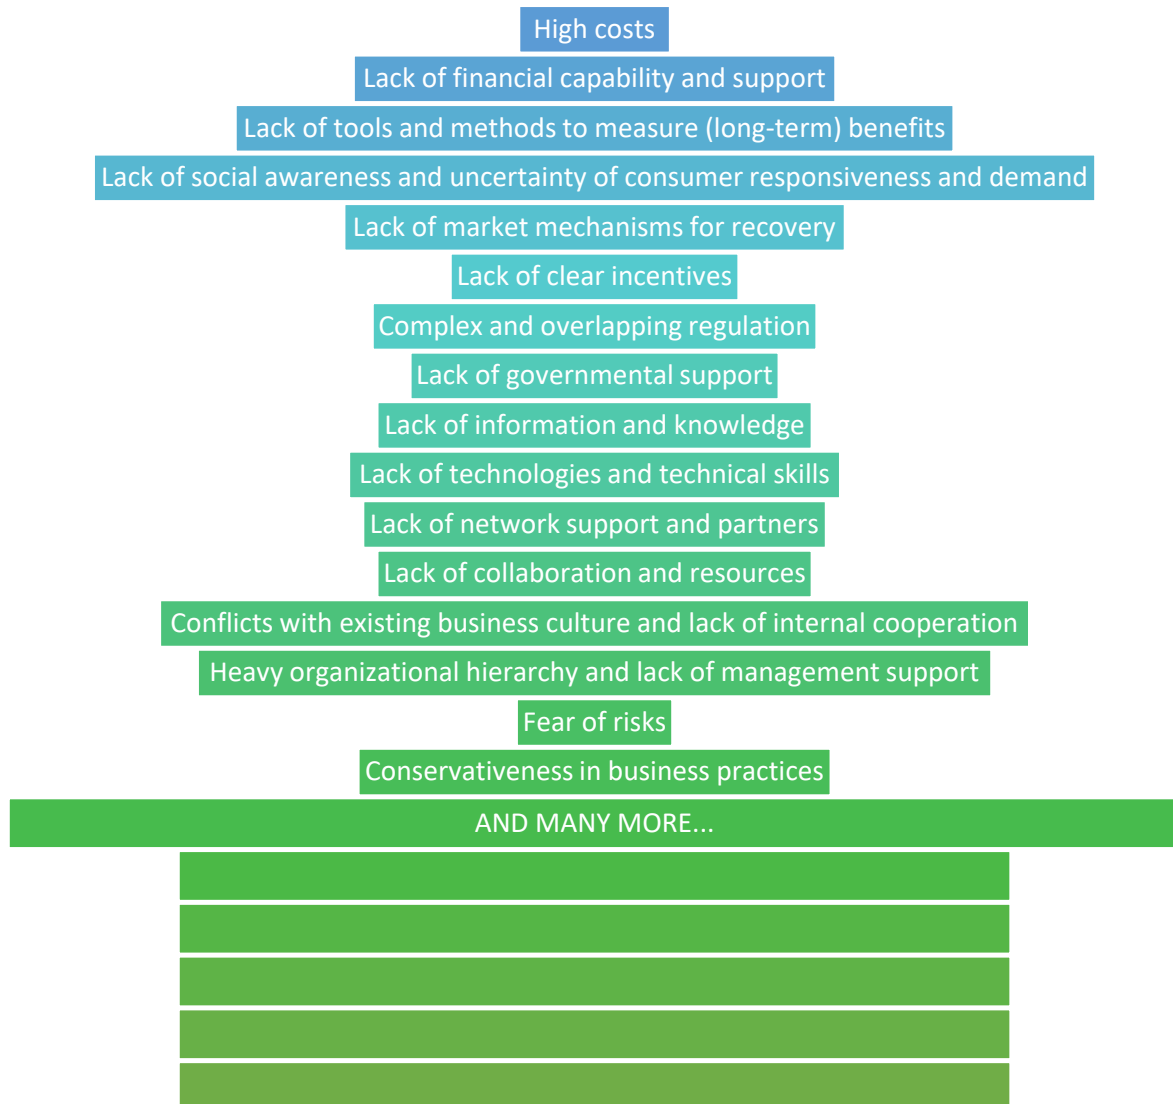 High costs
Lack of financial capability and support
Lack of tools and methods to measure (long-term) benefits
Lack of social awareness and uncertainty of consumer responsiveness and demand
Lack of market mechanisms for recovery
Lack of clear incentives
Complex and overlapping regulation
Lack of governmental support
Lack of information and knowledge
Lack of technologies and technical skills
Lack of network support and partners
Lack of collaboration and resources
Conflicts with existing business culture and lack of internal cooperation
Heavy organizational hierarchy and lack of management support
Fear of risks
Conservativeness in business practices
AND MANY MORE...